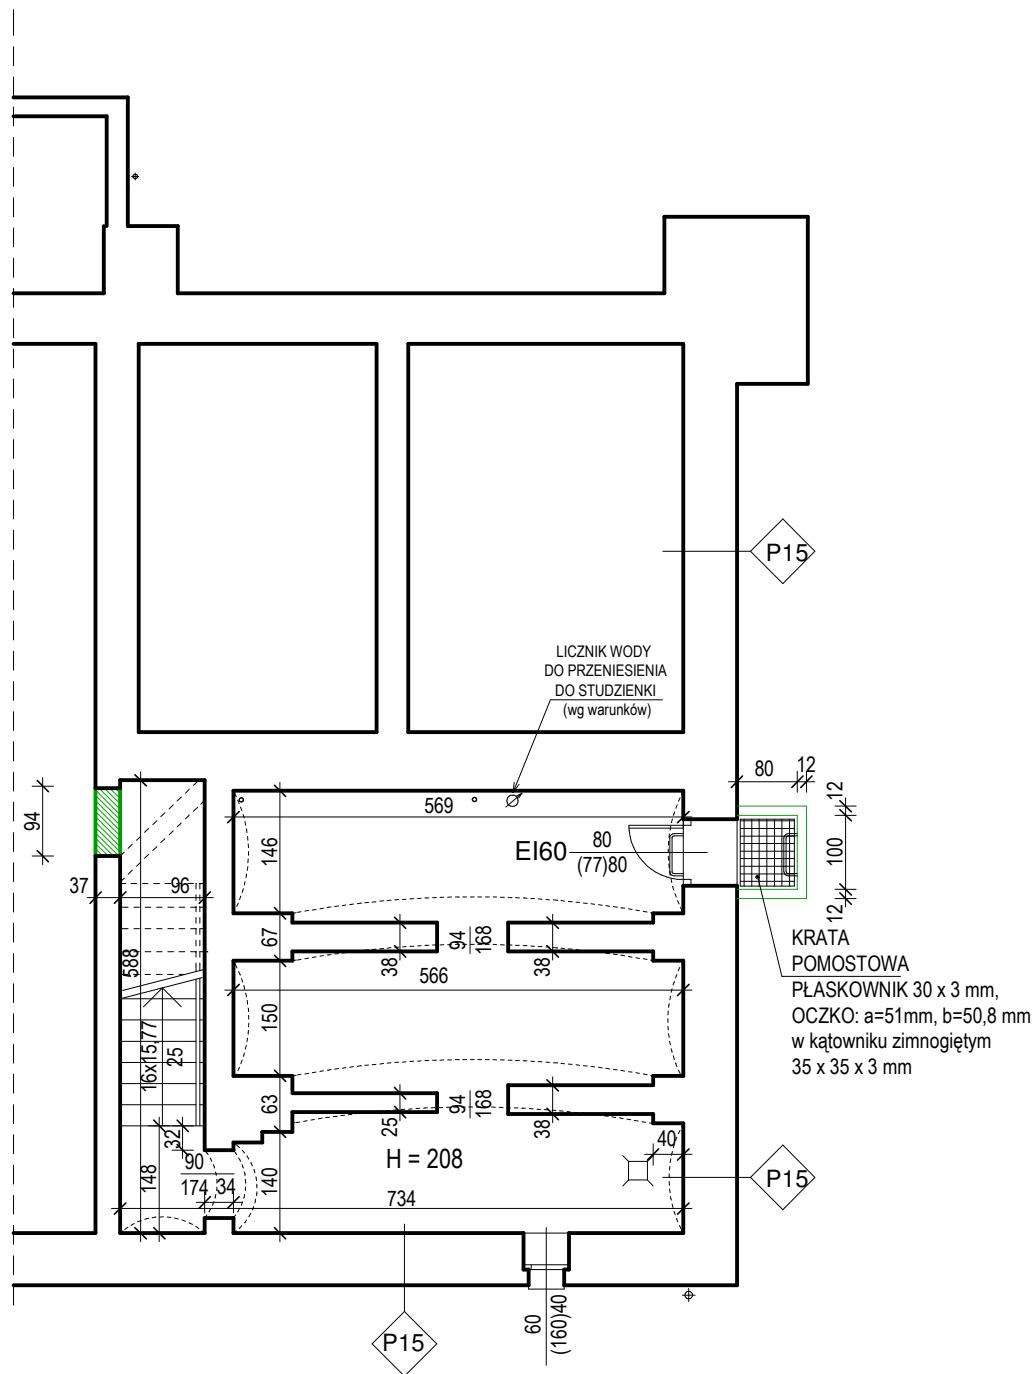 P15
LICZNIK WODY
DO PRZENIESIENIA
DO STUDZIENKI
(wg warunków)
80
12
12
100
12
94
569
146
EI60
80
(77)80
37
96
67
38
94
168
38
KRATA
POMOSTOWA
PŁASKOWNIK 30 x 3 mm,
OCZKO: a=51mm, b=50,8 mm
w kątowniku zimnogiętym
35 x 35 x 3 mm
588
566
150
16x15,77
25
63
25
94
168
38
32
148
90
174
34
140
H = 208
40
734
P15
60
(160)40
P15